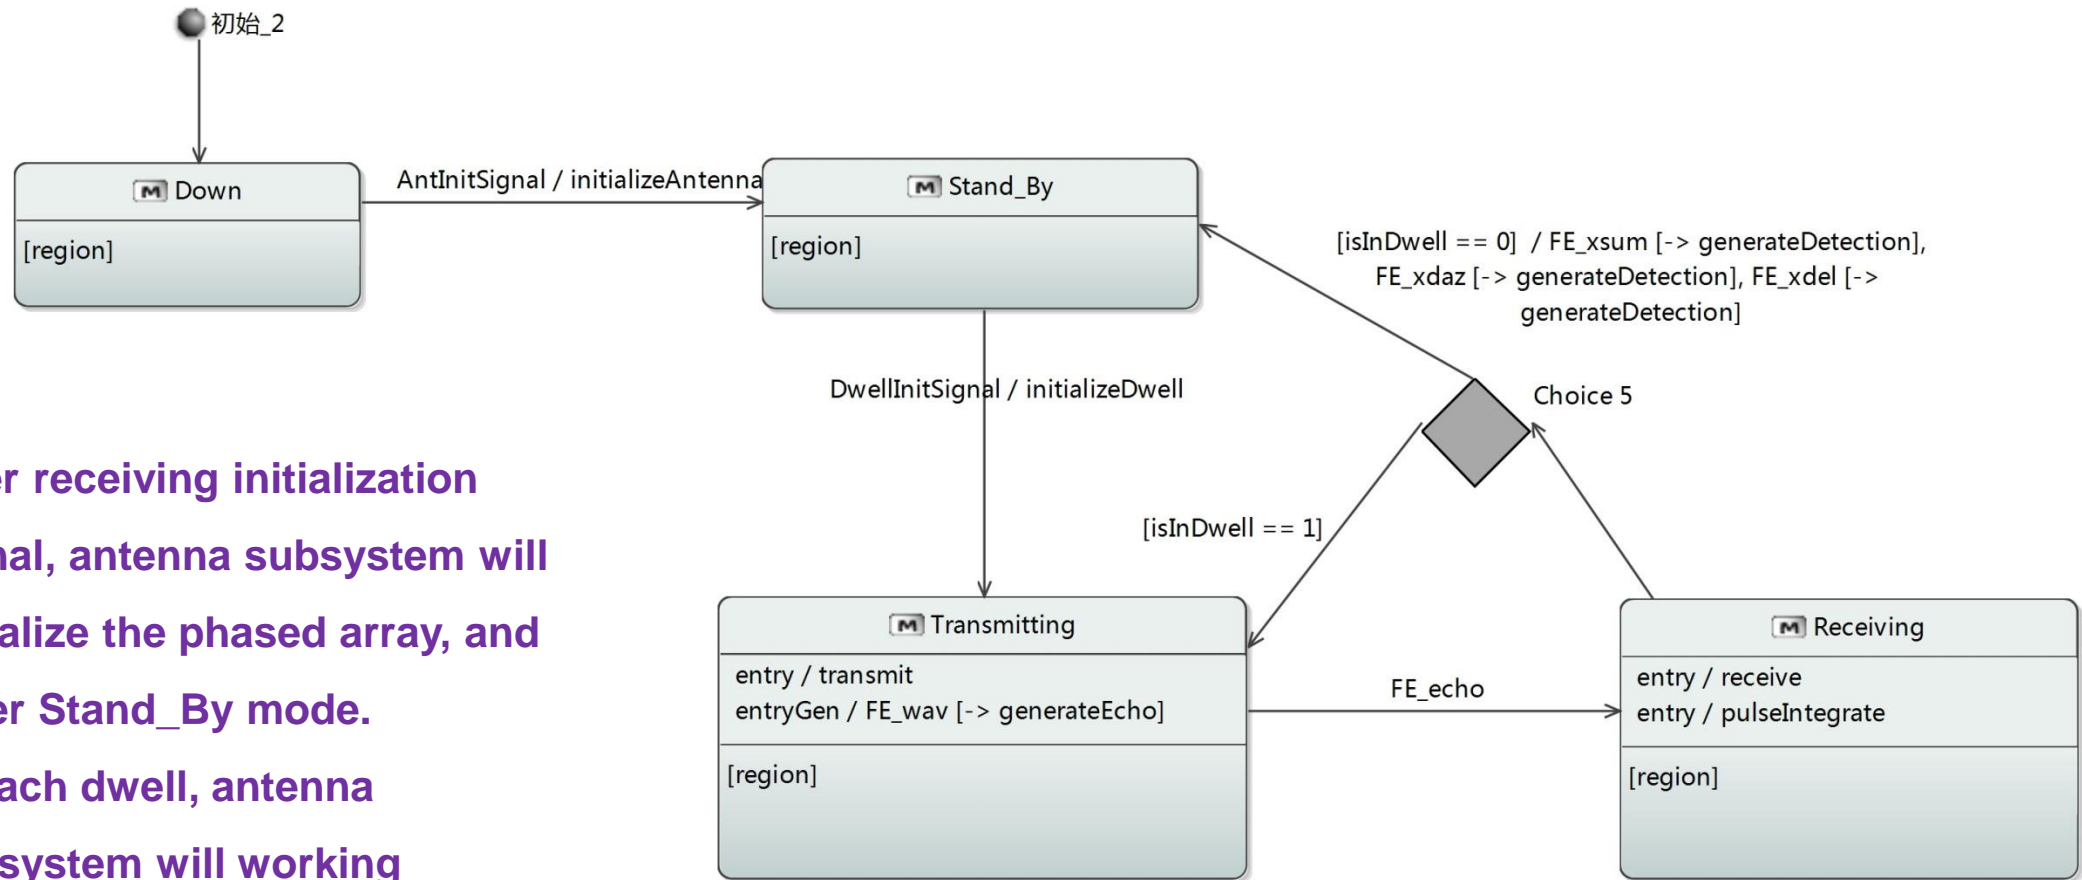 初始_2
M Down
[region]
AntInitSignal / initializeAntenna
M Stand_By
[region]
[isInDwell == 0] / FE_xsum [-> generateDetection],
FE_xdaz [-> generateDetection], FE_xdel [->
generateDetection]
DwellInitSignal / initializeDwell
Choice 5
[isInDwell == 1]
M Transmitting
entry / transmit
entryGen / FE_wav [-> generateEcho]
[region]
FE_echo
M Receiving
entry / receive
entry / pulseIntegrate
[region]
er receiving initialization
nal, antenna subsystem will
ialize the phased array, and
er Stand_By mode.
ach dwell, antenna
system will working